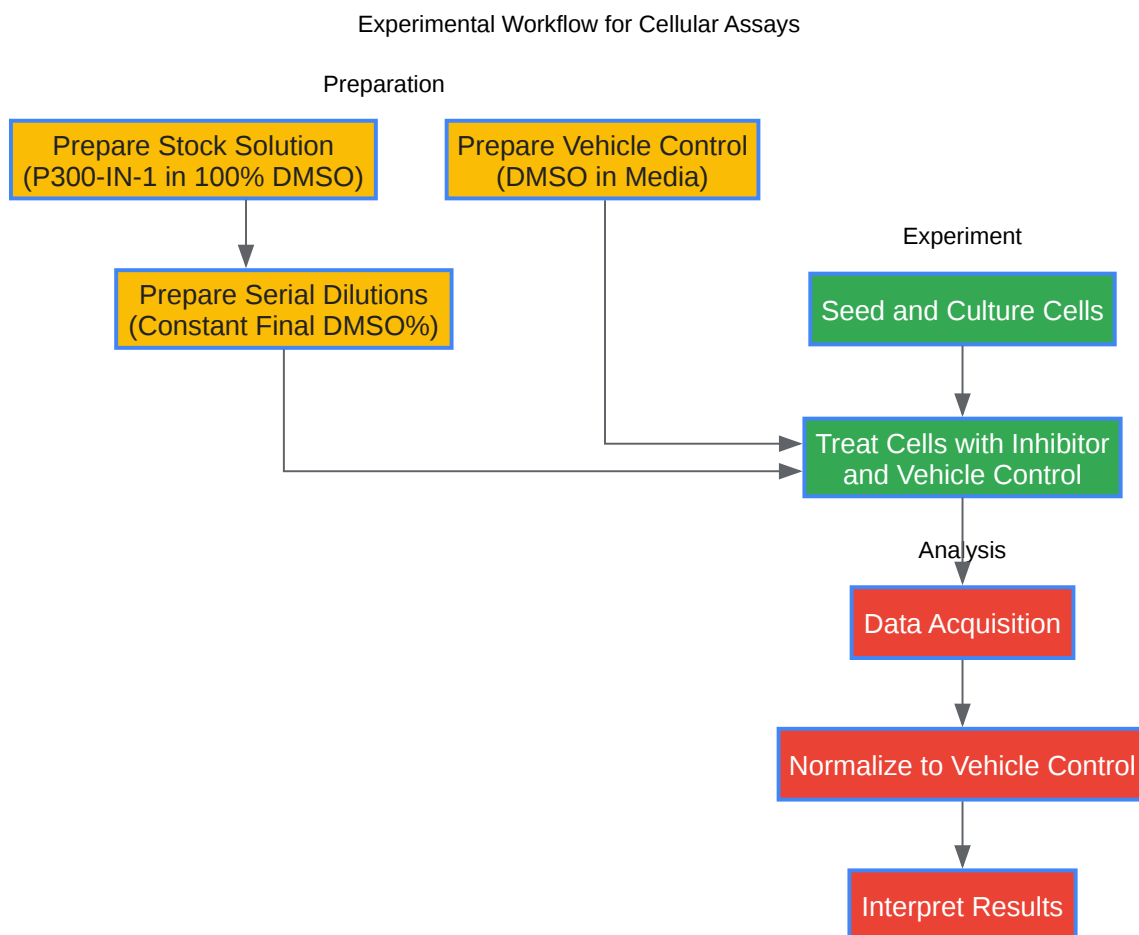 Experimental Workflow for Cellular Assays
Preparation
Prepare Stock Solution
(P300-IN-1 in 100% DMSO)
Prepare Vehicle Control
(DMSO in Media)
Prepare Serial Dilutions
(Constant Final DMSO%)
Experiment
Seed and Culture Cells
Treat Cells with Inhibitor
and Vehicle Control
Analysis
Data Acquisition
Normalize to Vehicle Control
Interpret Results